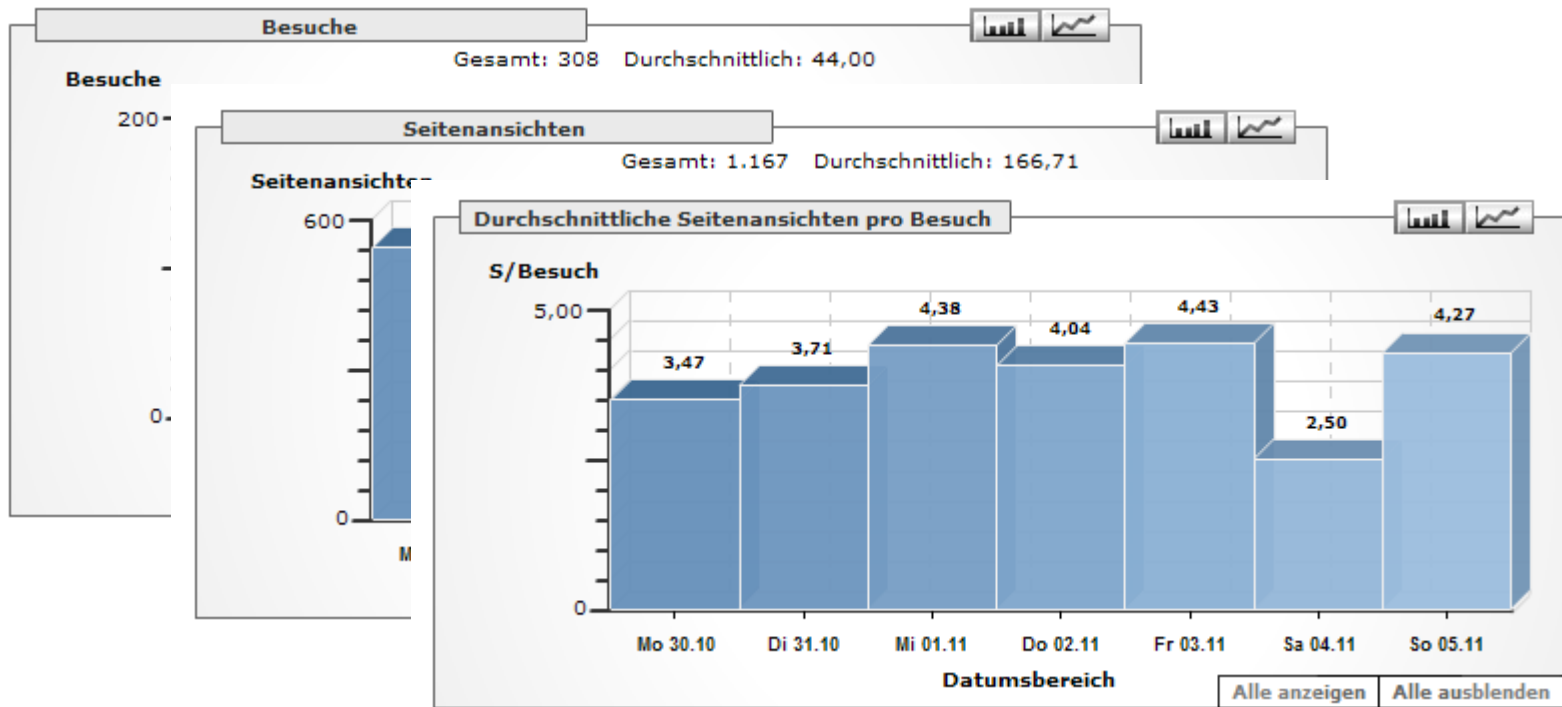 Besuche
Gesamt: 308 Durchschnittlich: 44,00
Besuche
200
0
Seitenansichten
Gesamt: 1.167 Durchschnittlich: 166,71
Seitenansichten
600
0
M
Durchschnittliche Seitenansichten pro Besuch
S/Besuch
5,00
0
3,47
3,71
4,38
4,04
4,43
2,50
4,27
Mo 30.10
Di 31.10
Mi 01.11
Do 02.11
Fr 03.11
Sa 04.11
So 05.11
Datumsbereich
Alle anzeigen
Alle ausblenden